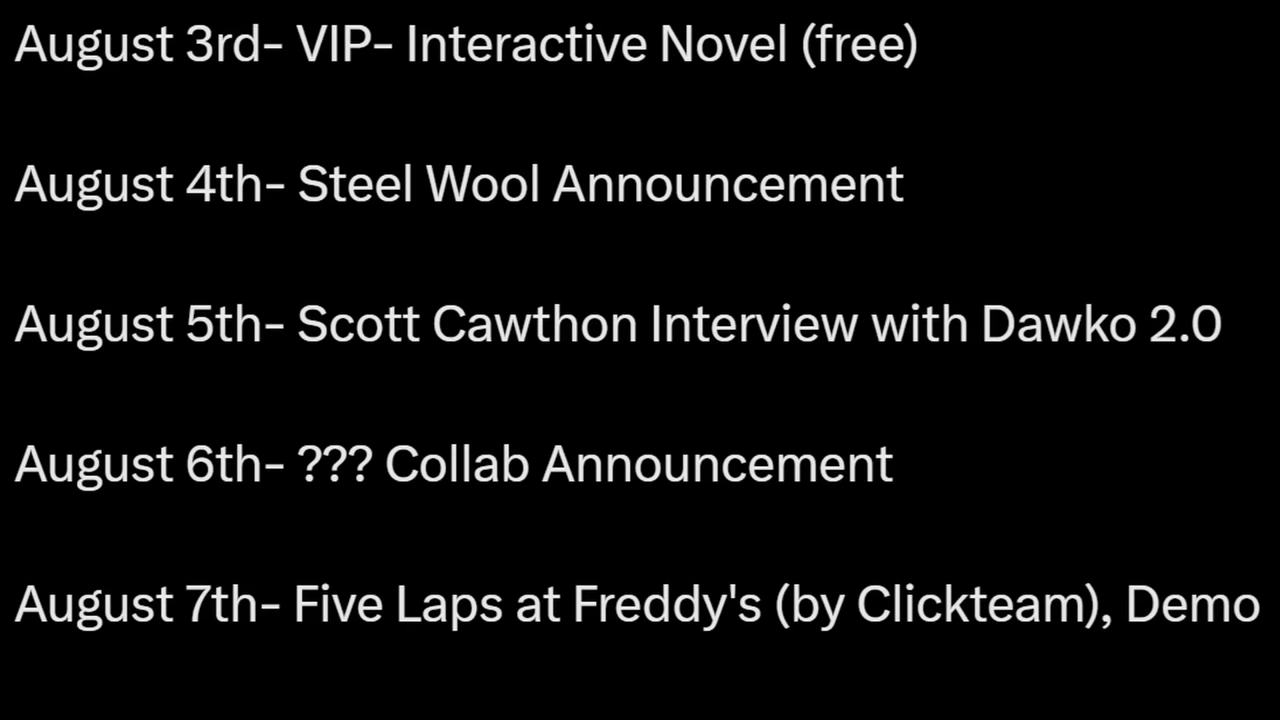 August 3rd- VIP- Interactive Novel (free)
August 4th- Steel Wool Announcement
August 5th- Scott Cawthon Interview with Dawko 2.0
August 6th- ??? Collab Announcement
August 7th- Five Laps at Freddy's (by Clickteam), Demo